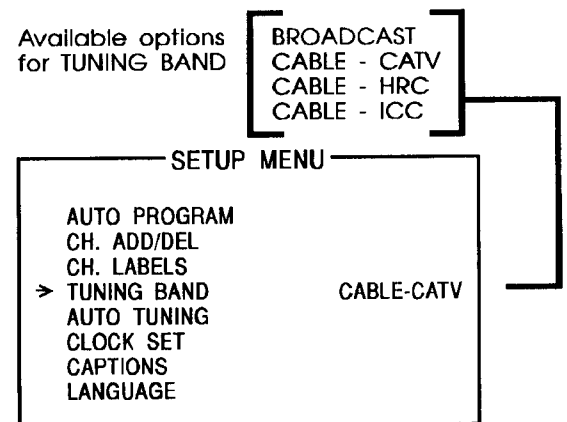 Available options
for TUNING BAND
BROADCAST
CABLE - CATV
CABLE - HRC
CABLE - ICC
SETUP MENU
AUTO PROGRAM
CH. ADD/DEL
CH. LABELS
> TUNING BAND CABLE-CATV
AUTO TUNING
CLOCK SET
CAPTIONS
LANGUAGE